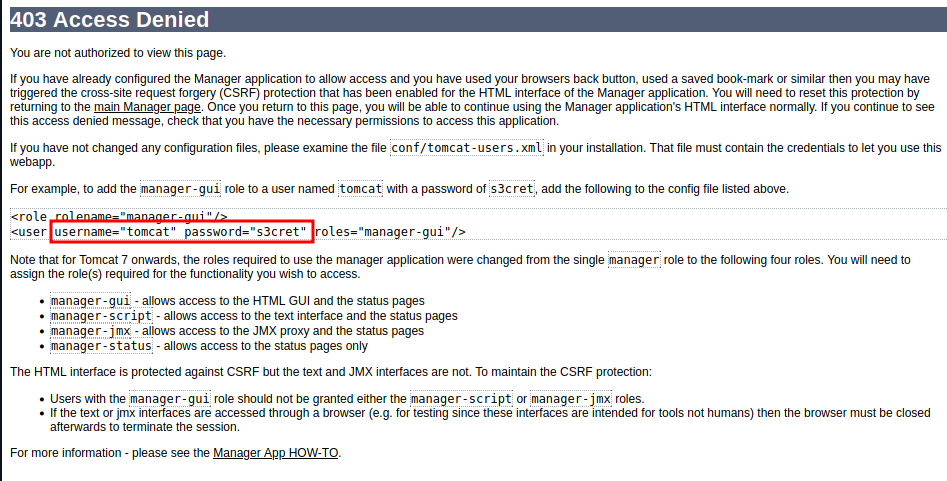 403 Access Denied
You are not authorized to view this page.
If you have already configured the Manager application to allow access and you have used your browsers back button, used a saved book-mark or similar then you may have
triggered the cross-site request forgery (CSRF) protection that has been enabled for the HTML interface of the Manager application. You will need to reset this protection by
returning to the main Manager page. Once you return to this page, you will be able to continue using the Manager application's HTML interface normally. If you continue to see
this access denied message, check that you have the necessary permissions to access this application.
If you have not changed any configuration files, please examine the file conf/tomcat-users.xml in your installation. That file must contain the credentials to let you use this
webapp.
For example, to add the manager-gui role to a user named tomcat with a password of s3cret, add the following to the config file listed above.
<role rolename="manager-gui"/>
<user username="tomcat" password="s3cret" roles="manager-gui"/>
Note that for Tomcat 7 onwards, the roles required to use the manager application were changed from the single manager role to the following four roles. You will need to
assign the role(s) required for the functionality you wish to access.
• manager-gui - allows access to the HTML GUI and the status pages
• manager-script - allows access to the text interface and the status pages
• manager-jmx - allows access to the JMX proxy and the status pages
• manager-status - allows access to the status pages only
The HTML interface is protected against CSRF but the text and JMX interfaces are not. To maintain the CSRF protection:
• Users with the manager-gui role should not be granted either the manager-script or manager-jmx roles.
• If the text or jmx interfaces are accessed through a browser (e.g. for testing since these interfaces are intended for tools not humans) then the browser must be closed
afterwards to terminate the session.
For more information - please see the Manager App HOW-TO.